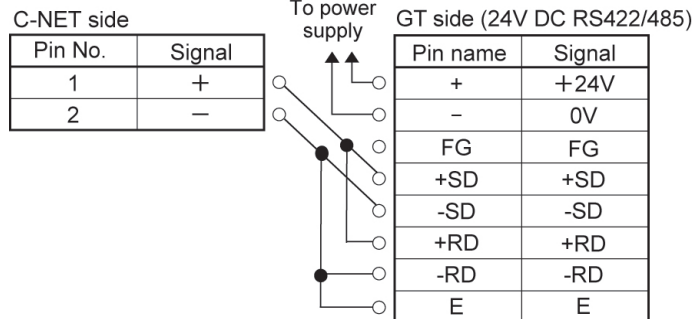 C-NET side
Pin No. Signal
1 +
2 −
To power
supply
GT side (24V DC RS422/485)
Pin name Signal
+ +24V
− 0V
FG FG
+SD +SD
-SD -SD
+RD +RD
-RD -RD
E E